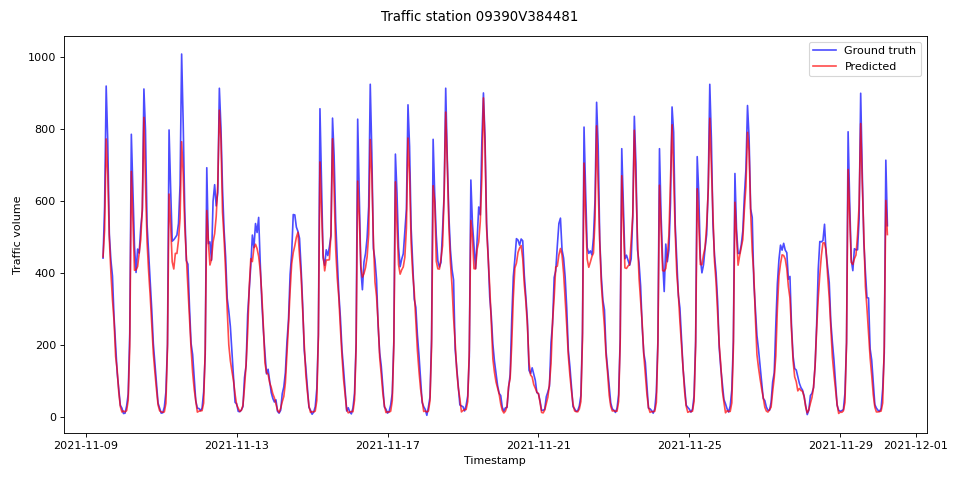 Traffic station 09390V384481
Ground truth
Predicted
Traffic volume
1000
800
600
400
200
0
2021-11-09
2021-11-13
2021-11-17
2021-11-21
2021-11-25
2021-11-29
2021-12-01
Timestamp